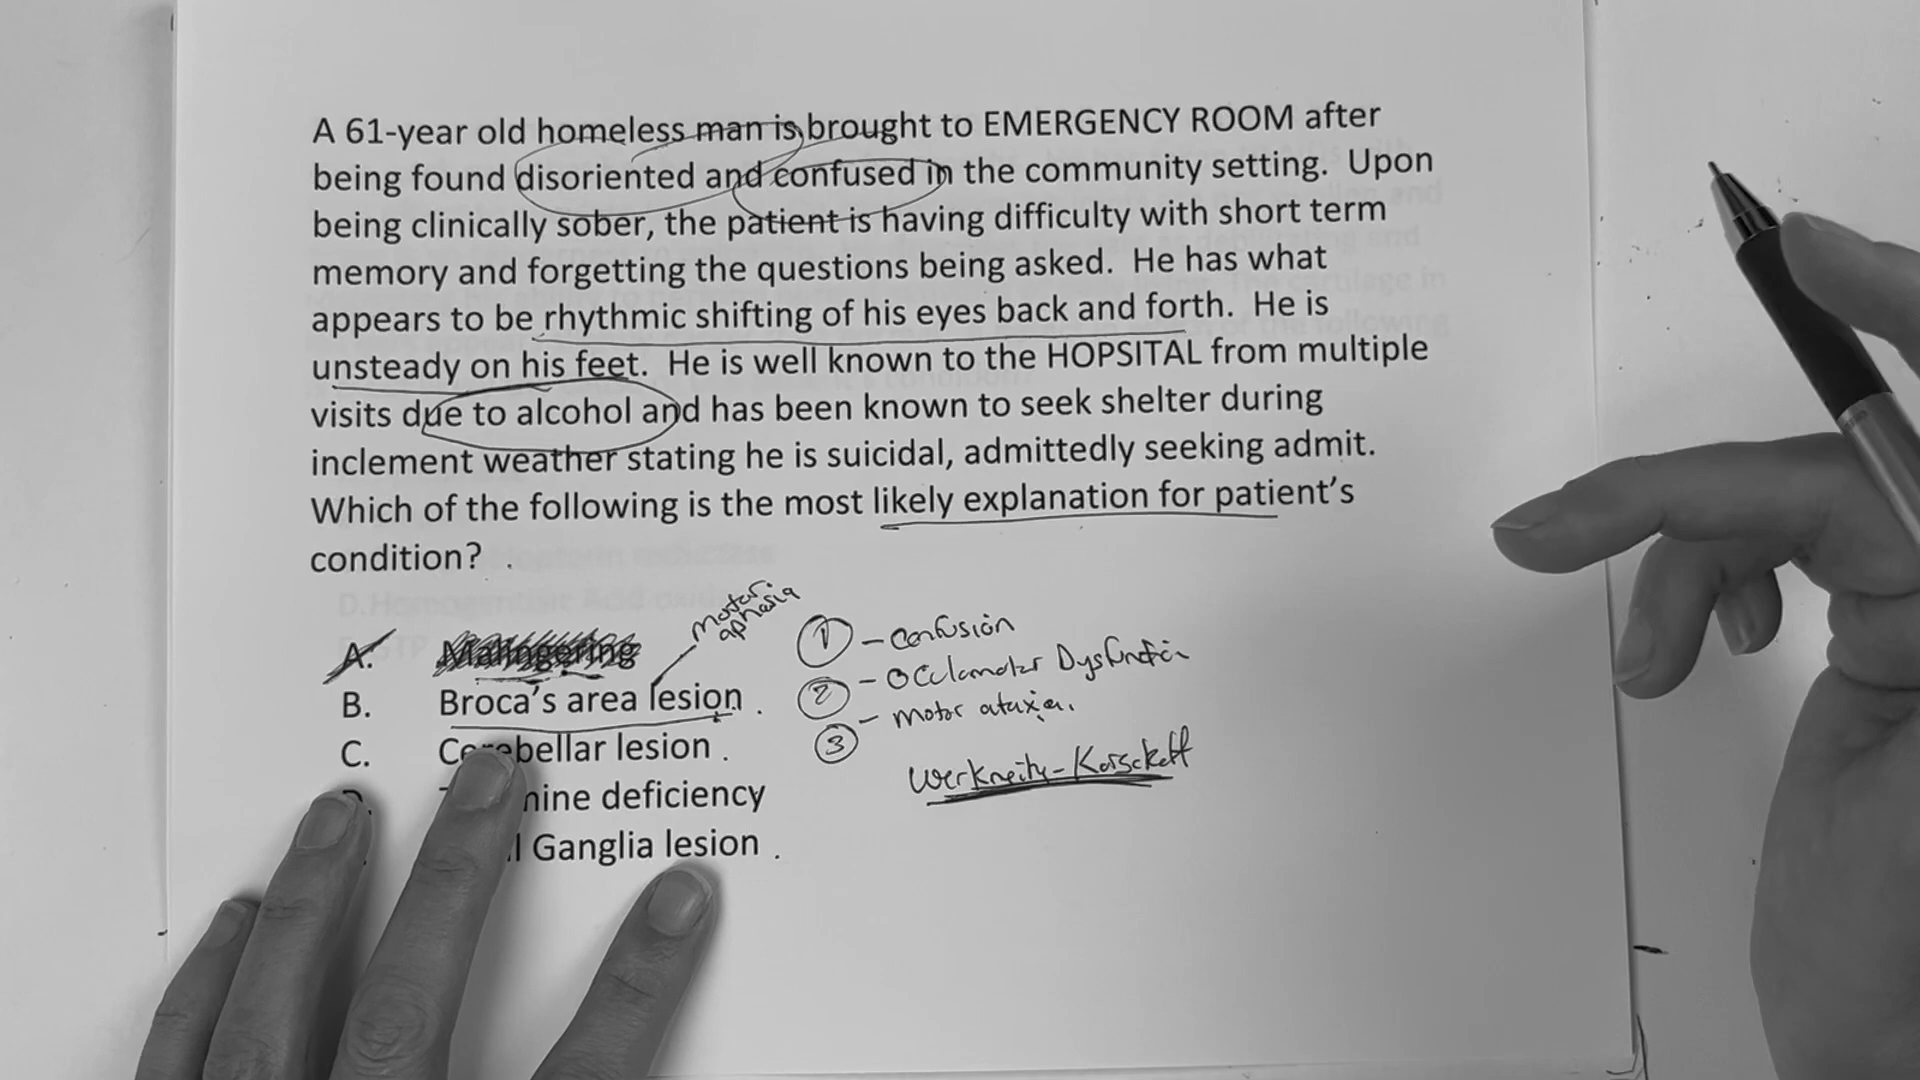 A 61-year old homeless man is brought to EMERGENCY ROOM after
being found disoriented and confused in the community setting. Upon
being clinically sober, the patient is having difficulty with short term
memory and forgetting the questions being asked. He has what
appears to be rhythmic shifting of his eyes back and forth. He is
unsteady on his feet. He is well known to the HOPSITAL from multiple
visits due to alcohol and has been known to seek shelter during
inclement weather stating he is suicidal, admittedly seeking admit.
Which of the following is the most likely explanation for patient's
condition?
motor
aphasia
A. Malingering
B. Broca's area lesion
C. Cerebellar lesion
mine deficiency
l Ganglia lesion
1 - Confusion
2 - Oculomotor Dysfunction
3 - Motor ataxia.
Werkneity-Korsckoff